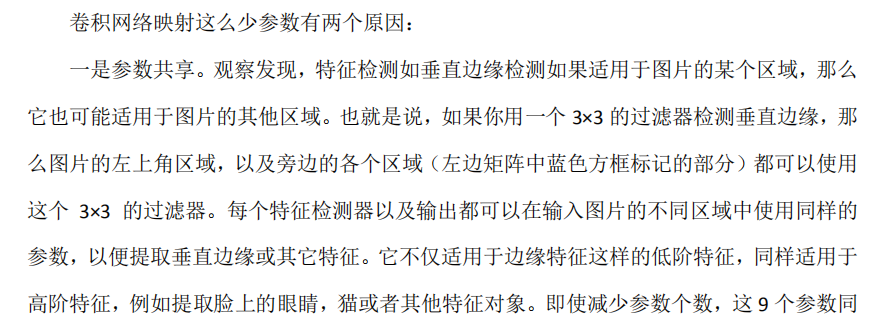 卷积网络映射这么少参数有两个原因：
一是参数共享。观察发现，特征检测如垂直边缘检测如果适用于图片的某个区域，那么
它也可能适用于图片的其他区域。也就是说，如果你用一个 3×3 的过滤器检测垂直边缘，那
么图片的左上角区域，以及旁边的各个区域（左边矩阵中蓝色方框标记的部分）都可以使用
这个 3×3 的过滤器。每个特征检测器以及输出都可以在输入图片的不同区域中使用同样的
参数，以便提取垂直边缘或其它特征。它不仅适用于边缘特征这样的低阶特征，同样适用于
高阶特征，例如提取脸上的眼睛，猫或者其他特征对象。即使减少参数个数，这 9 个参数同